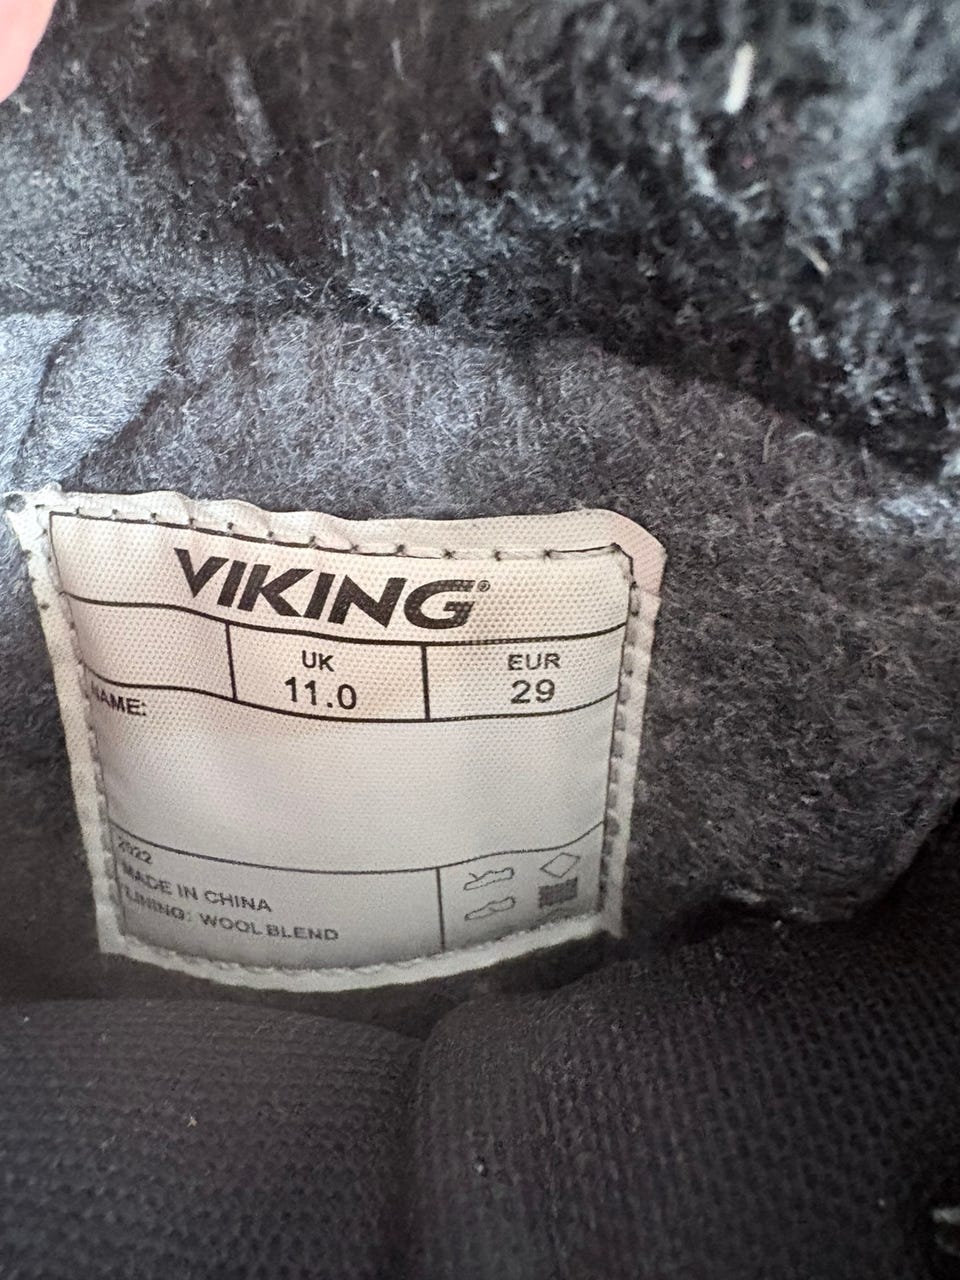 VIKING®
UK EUR
11.0 29
NAME:
2022
MADE IN CHINA
LINING: WOOL BLEND